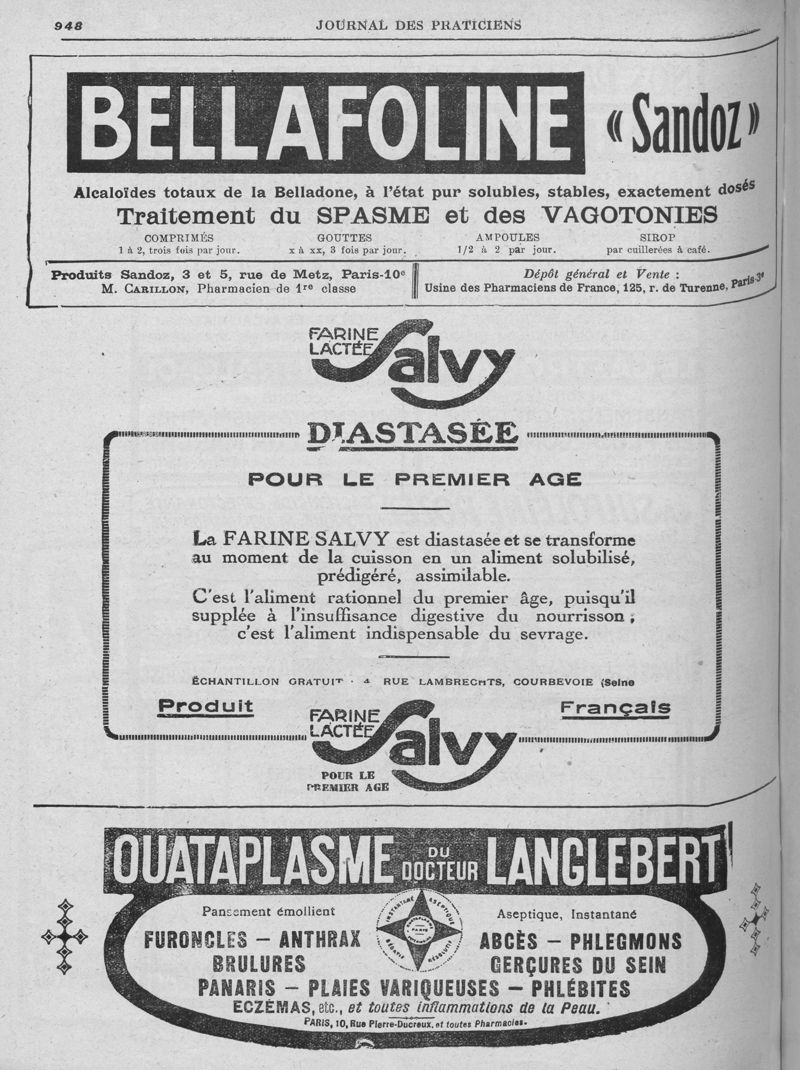 948
JOURNAL DES PRATICIENS
BELLAFOLINE « Sandoz »
Alcaloïdes totaux de la Belladone, à l'état pur solubles, stables, exactement dosés
Traitement du SPASME et des VAGOTONIES
COMPRIMÉS
1 à 2, trois fois par jour.
GOUTTES
x à xx, 3 fois par jour.
AMPOULES
1/2 à 2 par jour.
SIROP
par cuillerées à café.
Produits Sandoz, 3 et 5, rue de Metz, Paris-10e
M. CARILLON, Pharmacien de 1re classe
Dépôt général et Vente :
Usine des Pharmaciens de France, 125, r. de Turenne, Paris-3e
FARINE
LACTÉE
Salvy
DIASTASÉE
POUR LE PREMIER AGE
La FARINE SALVY est diastasée et se transforme
au moment de la cuisson en un aliment solubilisé,
prédigéré, assimilable.
C'est l'aliment rationnel du premier âge, puisqu'il
supplée à l'insuffisance digestive du nourrisson ;
c'est l'aliment indispensable du sevrage.
ÉCHANTILLON GRATUIT · 4 RUE LAMBRECHTS, COURBEVOIE (Seine
Produit
Français
FARINE
LACTÉE
Salvy
POUR LE
PREMIER AGE
OUATAPLASME DU DOCTEUR LANGLEBERT
Pansement émollient
Aseptique, Instantané
INSTANTANÉ ASEPTIQUE
FURONCLES — ANTHRAX
ABCÈS — PHLEGMONS
BRULURES
GERÇURES DU SEIN
PANARIS — PLAIES VARIQUEUSES — PHLÉBITES
ECZÉMAS, etc., et toutes inflammations de la Peau.
PARIS, 10, Rue Pierre-Ducreux, et toutes Pharmacies.